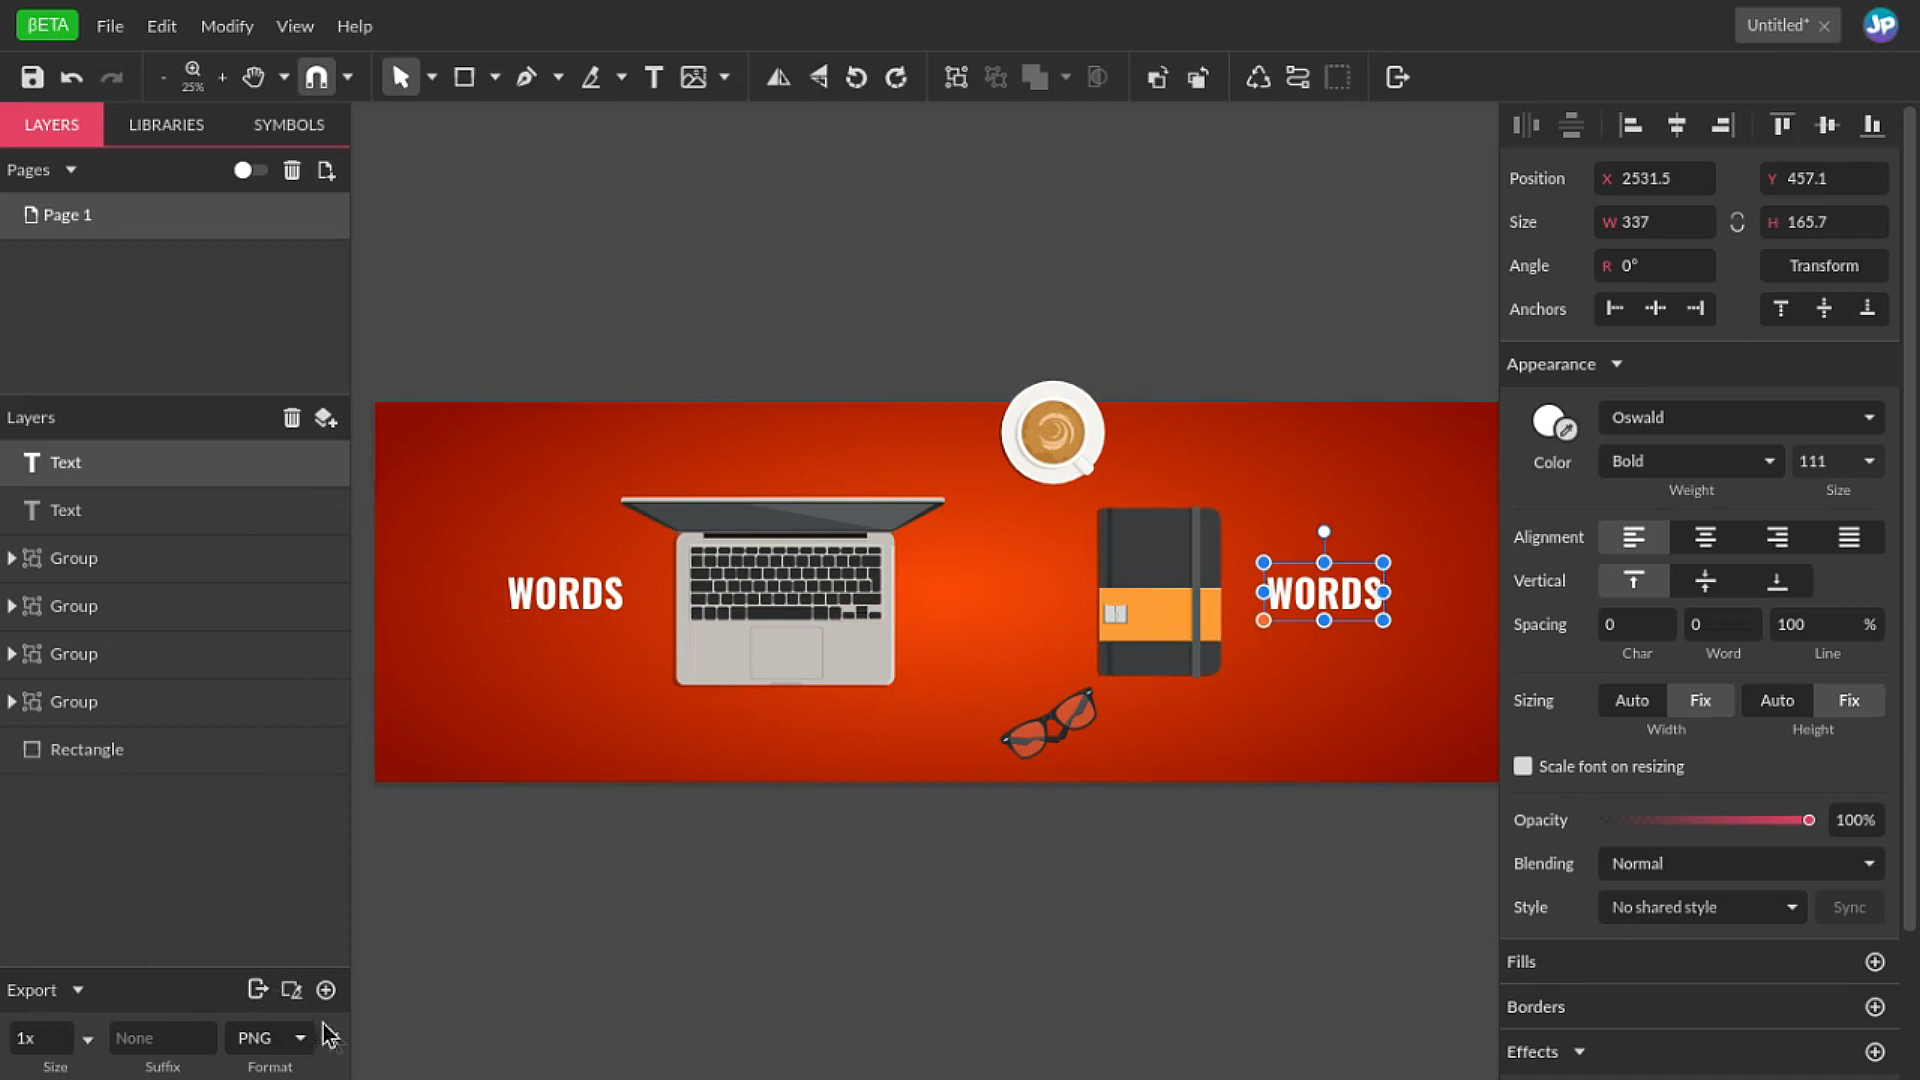 βETA File Edit Modify View Help Untitled* JP
- 25% +
LAYERS LIBRARIES SYMBOLS
Pages
Page 1
Layers
Text
Text
Group
Group
Group
Group
Rectangle
Export
1x None PNG
Size Suffix Format
WORDS WORDS
Position X 2531.5 Y 457.1
Size W 337 H 165.7
Angle R 0° Transform
Anchors
Appearance
Oswald
Color Bold 111
Weight Size
Alignment
Vertical
Spacing 0 0 100 %
Char Word Line
Sizing Auto Fix Auto Fix
Width Height
Scale font on resizing
Opacity 100%
Blending Normal
Style No shared style Sync
Fills
Borders
Effects